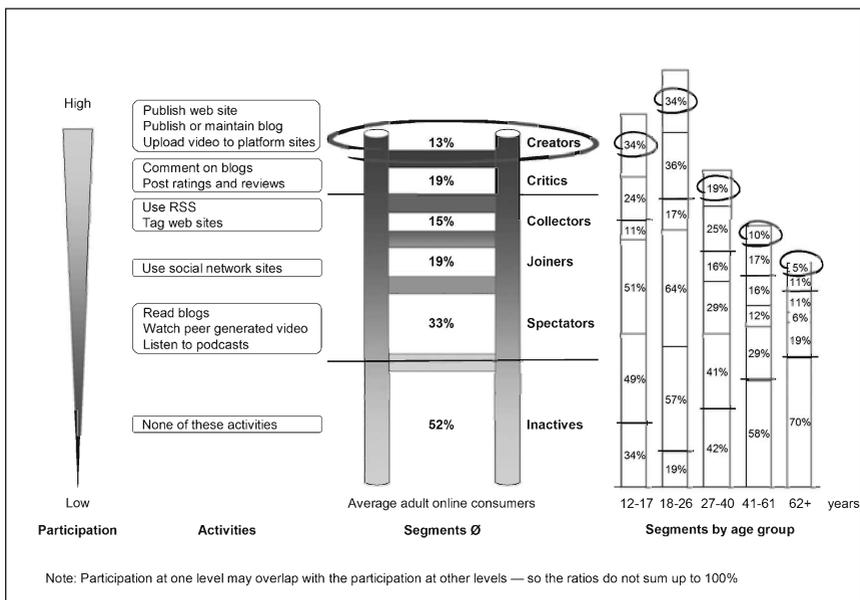 High
Publish web site
Publish or maintain blog
Upload video to platform sites
Comment on blogs
Post ratings and reviews
Use RSS
Tag web sites
Use social network sites
Read blogs
Watch peer generated video
Listen to podcasts
None of these activities
Low
Participation
Activities
13% Creators
19% Critics
15% Collectors
19% Joiners
33% Spectators
52% Inactives
Average adult online consumers
Segments Ø
34%
24%
11%
51%
49%
34%
12-17
34%
36%
17%
64%
57%
19%
18-26
19%
25%
16%
29%
41%
42%
27-40
10%
17%
16%
12%
29%
58%
41-61
5%
11%
11%
6%
19%
70%
62+
years
Segments by age group
Note: Participation at one level may overlap with the participation at other levels — so the ratios do not sum up to 100%